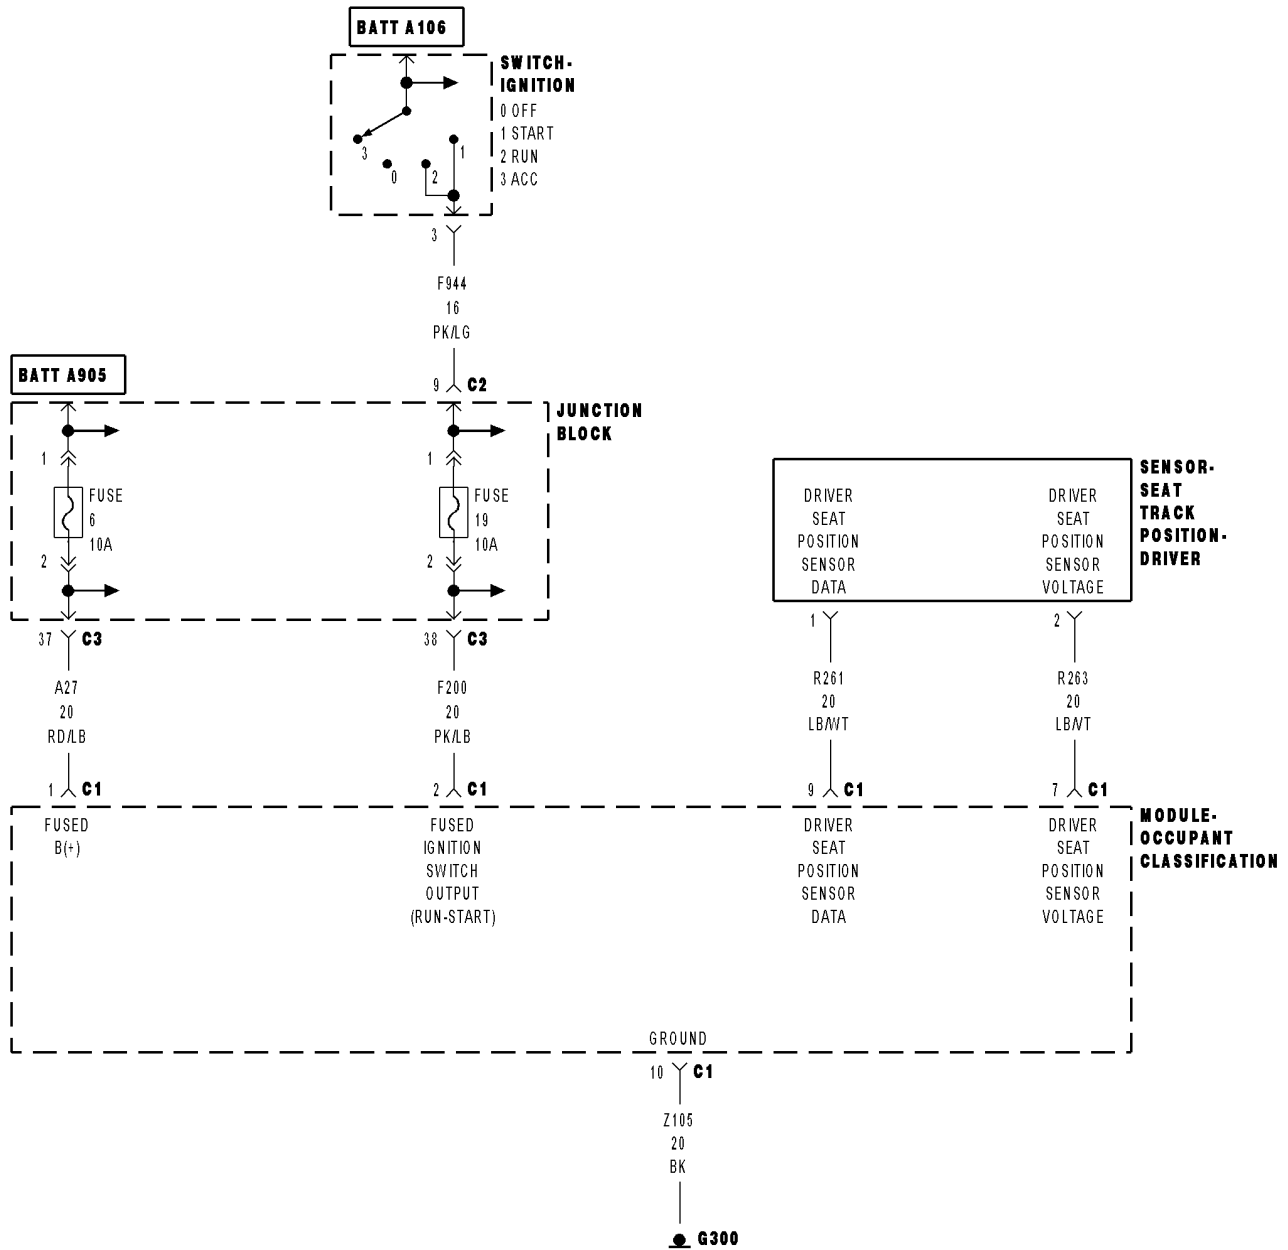 BATT A106
SWITCH-
IGNITION
0 OFF
1 START
2 RUN
3 ACC
3
0
2
1
3
F944
16
PK/LG
BATT A905
9 C2
JUNCTION
BLOCK
1
FUSE
6
10A
2
1
FUSE
19
10A
2
37 C3
38 C3
A27
20
RD/LB
F200
20
PK/LB
SENSOR-
SEAT
TRACK
POSITION-
DRIVER
DRIVER
SEAT
POSITION
SENSOR
DATA
DRIVER
SEAT
POSITION
SENSOR
VOLTAGE
1
2
R261
20
LB/WT
R263
20
LB/VT
1 C1
2 C1
9 C1
7 C1
MODULE-
OCCUPANT
CLASSIFICATION
FUSED
B(+)
FUSED
IGNITION
SWITCH
OUTPUT
(RUN-START)
DRIVER
SEAT
POSITION
SENSOR
DATA
DRIVER
SEAT
POSITION
SENSOR
VOLTAGE
GROUND
10 C1
Z105
20
BK
G300